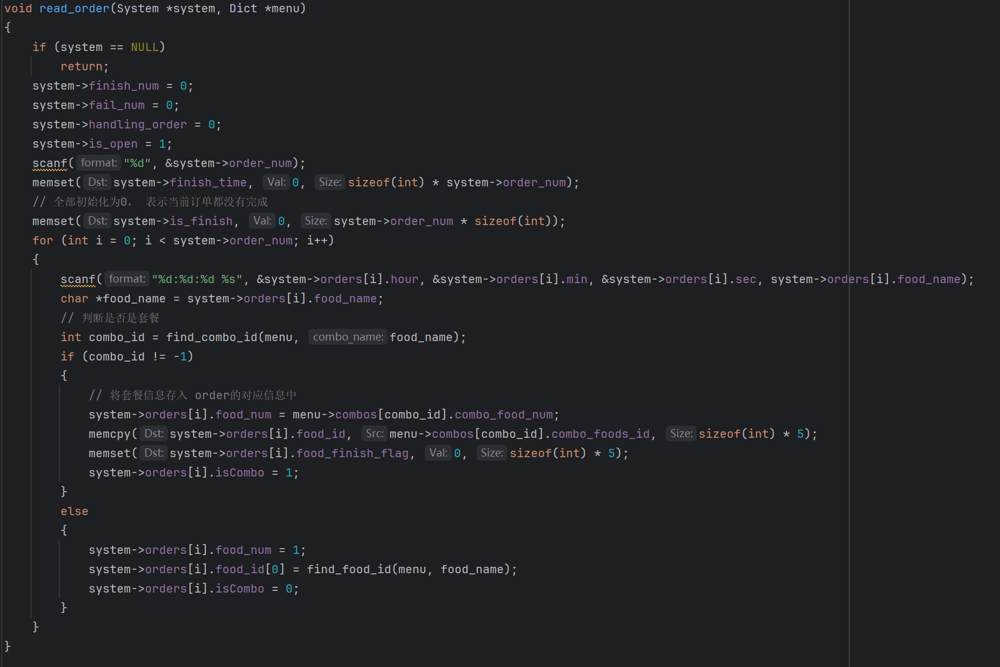 void read_order(System *system, Dict *menu)
{
    if (system == NULL)
        return;
    system->finish_num = 0;
    system->fail_num = 0;
    system->handling_order = 0;
    system->is_open = 1;
    scanf( format: "%d", &system->order_num);
    memset( Dst: system->finish_time,  Val: 0,  Size: sizeof(int) * system->order_num);
    // 全部初始化为0， 表示当前订单都没有完成
    memset( Dst: system->is_finish,  Val: 0,  Size: system->order_num * sizeof(int));
    for (int i = 0; i < system->order_num; i++)
    {
        scanf( format: "%d:%d:%d %s", &system->orders[i].hour, &system->orders[i].min, &system->orders[i].sec, system->orders[i].food_name);
        char *food_name = system->orders[i].food_name;
        // 判断是否是套餐
        int combo_id = find_combo_id(menu,  combo_name: food_name);
        if (combo_id != -1)
        {
            // 将套餐信息存入 order的对应信息中
            system->orders[i].food_num = menu->combos[combo_id].combo_food_num;
            memcpy( Dst: system->orders[i].food_id,  Src: menu->combos[combo_id].combo_foods_id,  Size: sizeof(int) * 5);
            memset( Dst: system->orders[i].food_finish_flag,  Val: 0,  Size: sizeof(int) * 5);
            system->orders[i].isCombo = 1;
        }
        else
        {
            system->orders[i].food_num = 1;
            system->orders[i].food_id[0] = find_food_id(menu, food_name);
            system->orders[i].isCombo = 0;
        }
    }
}